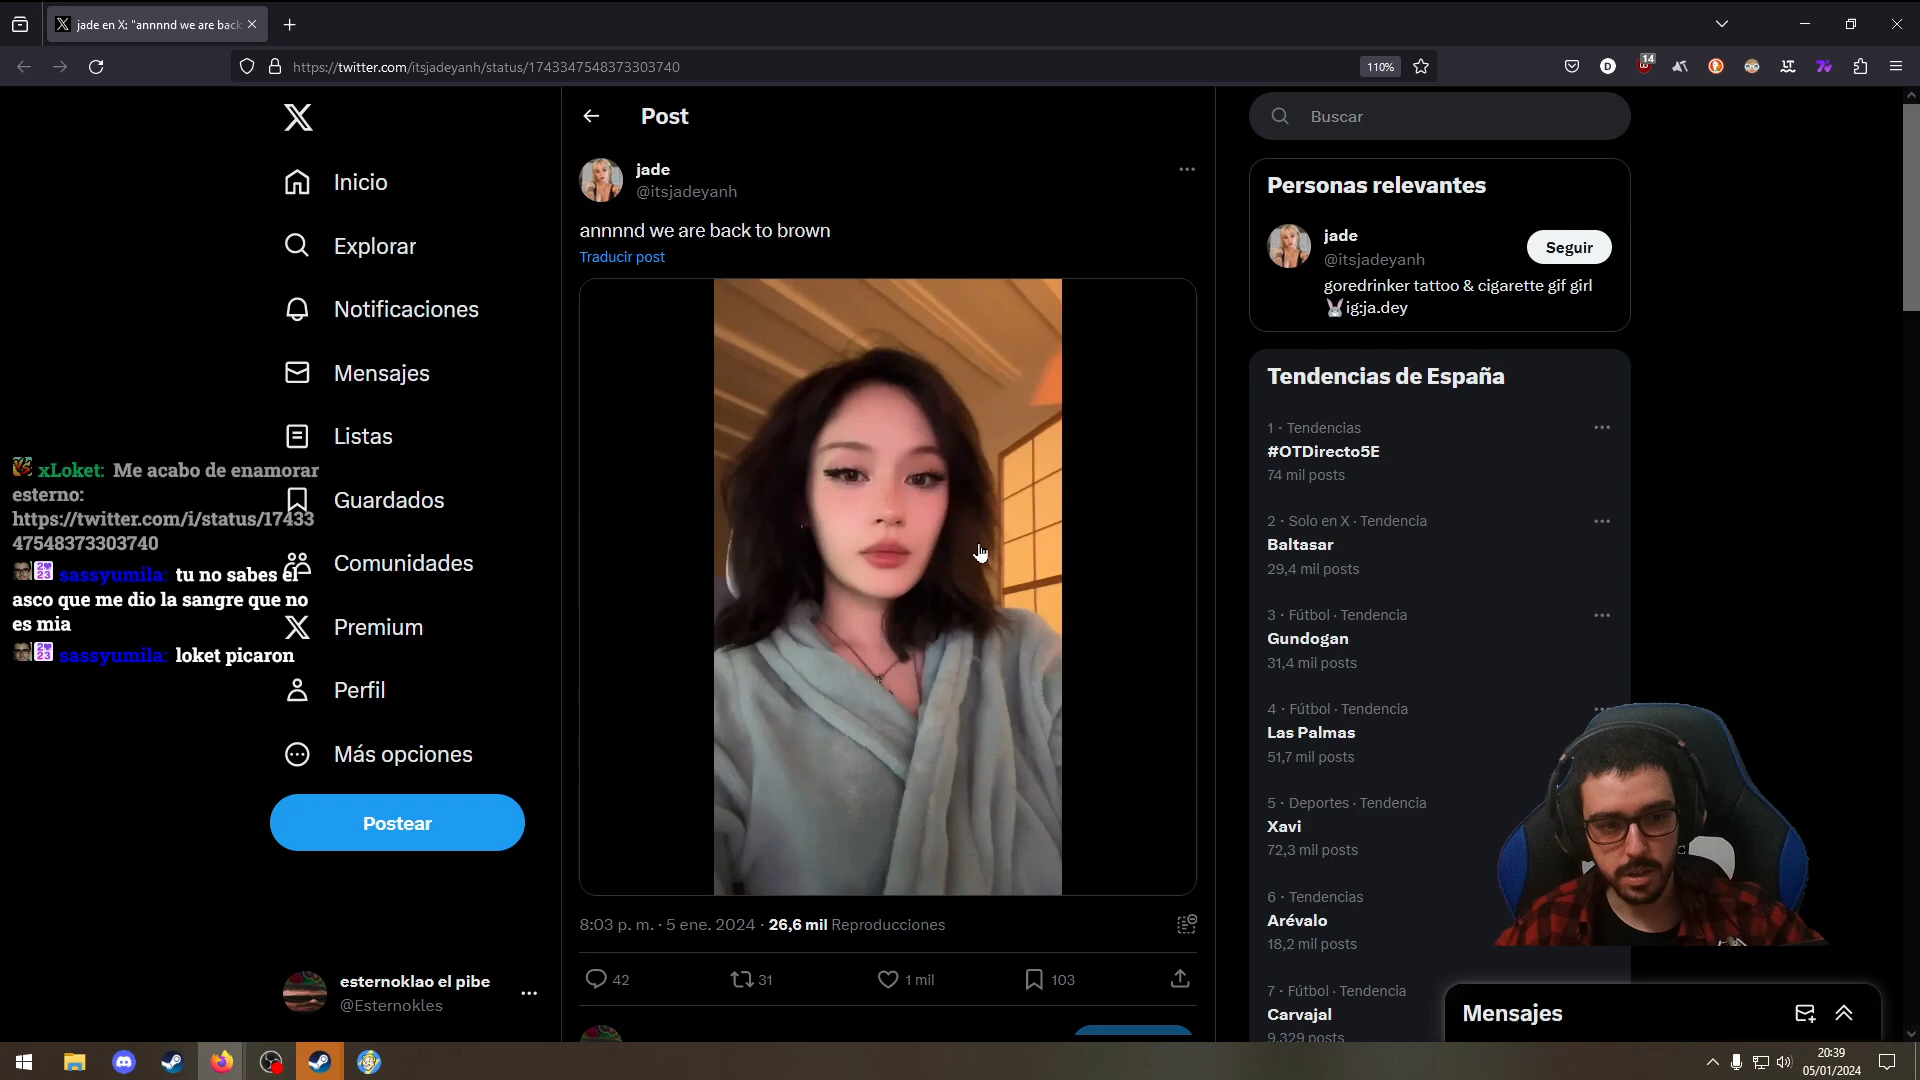 jade en X: "annnnd we are back
https://twitter.com/itsjadeyanh/status/1743347548373303740
110%
14
Post
Buscar
jade
@itsjadeyanh
annnnd we are back to brown
Traducir post
Inicio
Explorar
Notificaciones
Mensajes
Listas
Guardados
Comunidades
Premium
Perfil
Más opciones
Postear
esternoklao el pibe
@Esternokles
xLoket: Me acabo de enamorar
esterno:
https://twitter.com/i/status/17433
47548373303740
sassyumila: tu no sabes el
asco que me dio la sangre que no
es mia
sassyumila: loket picaron
8:03 p. m. · 5 ene. 2024 · 26,6 mil Reproducciones
42
31
1 mil
103
Personas relevantes
jade
@itsjadeyanh
Seguir
goredrinker tattoo & cigarette gif girl
ig:ja.dey
Tendencias de España
1 · Tendencias
#OTDirecto5E
74 mil posts
2 · Solo en X · Tendencia
Baltasar
29,4 mil posts
3 · Fútbol · Tendencia
Gundogan
31,4 mil posts
4 · Fútbol · Tendencia
Las Palmas
51,7 mil posts
5 · Deportes · Tendencia
Xavi
72,3 mil posts
6 · Tendencias
Arévalo
18,2 mil posts
7 · Fútbol · Tendencia
Carvajal
9.329 posts
Mensajes
20:39
05/01/2024